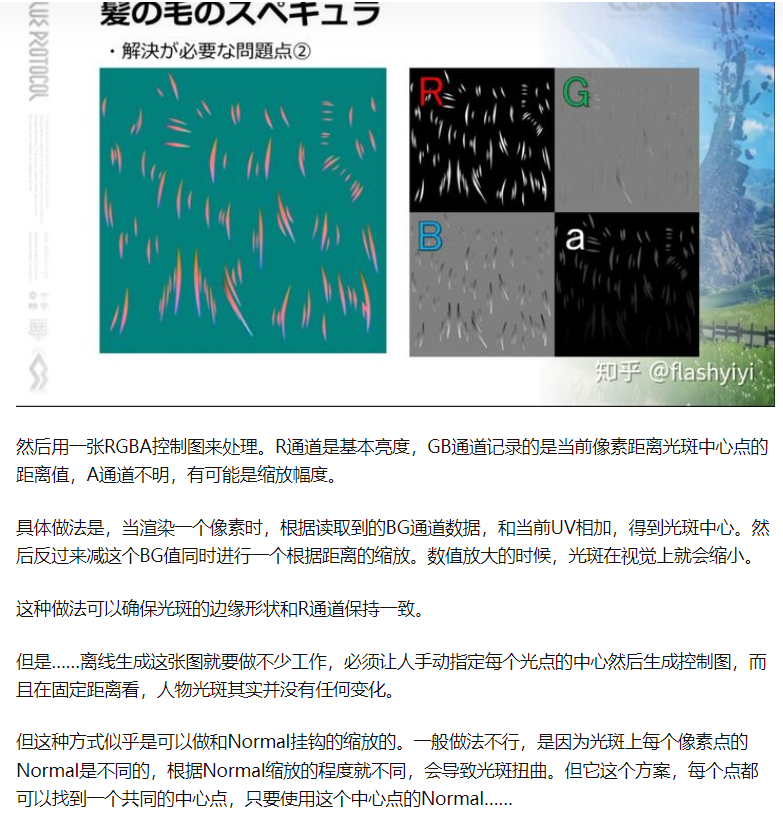 髪の毛のスペキュラ
・解決が必要な問題点②
R
G
B
a
知乎 @flashyiyi
然后用一张RGBA控制图来处理。R通道是基本亮度，GB通道记录的是当前像素距离光斑中心点的
距离值，A通道不明，有可能是缩放幅度。
具体做法是，当渲染一个像素时，根据读取到的BG通道数据，和当前UV相加，得到光斑中心。然
后反过来减这个BG值同时进行一个根据距离的缩放。数值放大的时候，光斑在视觉上就会缩小。
这种做法可以确保光斑的边缘形状和R通道保持一致。
但是......离线生成这张图就要做不少工作，必须让人手动指定每个光点的中心然后生成控制图，而
且在固定距离看，人物光斑其实并没有任何变化。
但这种方式似乎是可以做和Normal挂钩的缩放的。一般做法不行，是因为光斑上每个像素点的
Normal是不同的，根据Normal缩放的程度就不同，会导致光斑扭曲。但它这个方案，每个点都
可以找到一个共同的中心点，只要使用这个中心点的Normal......